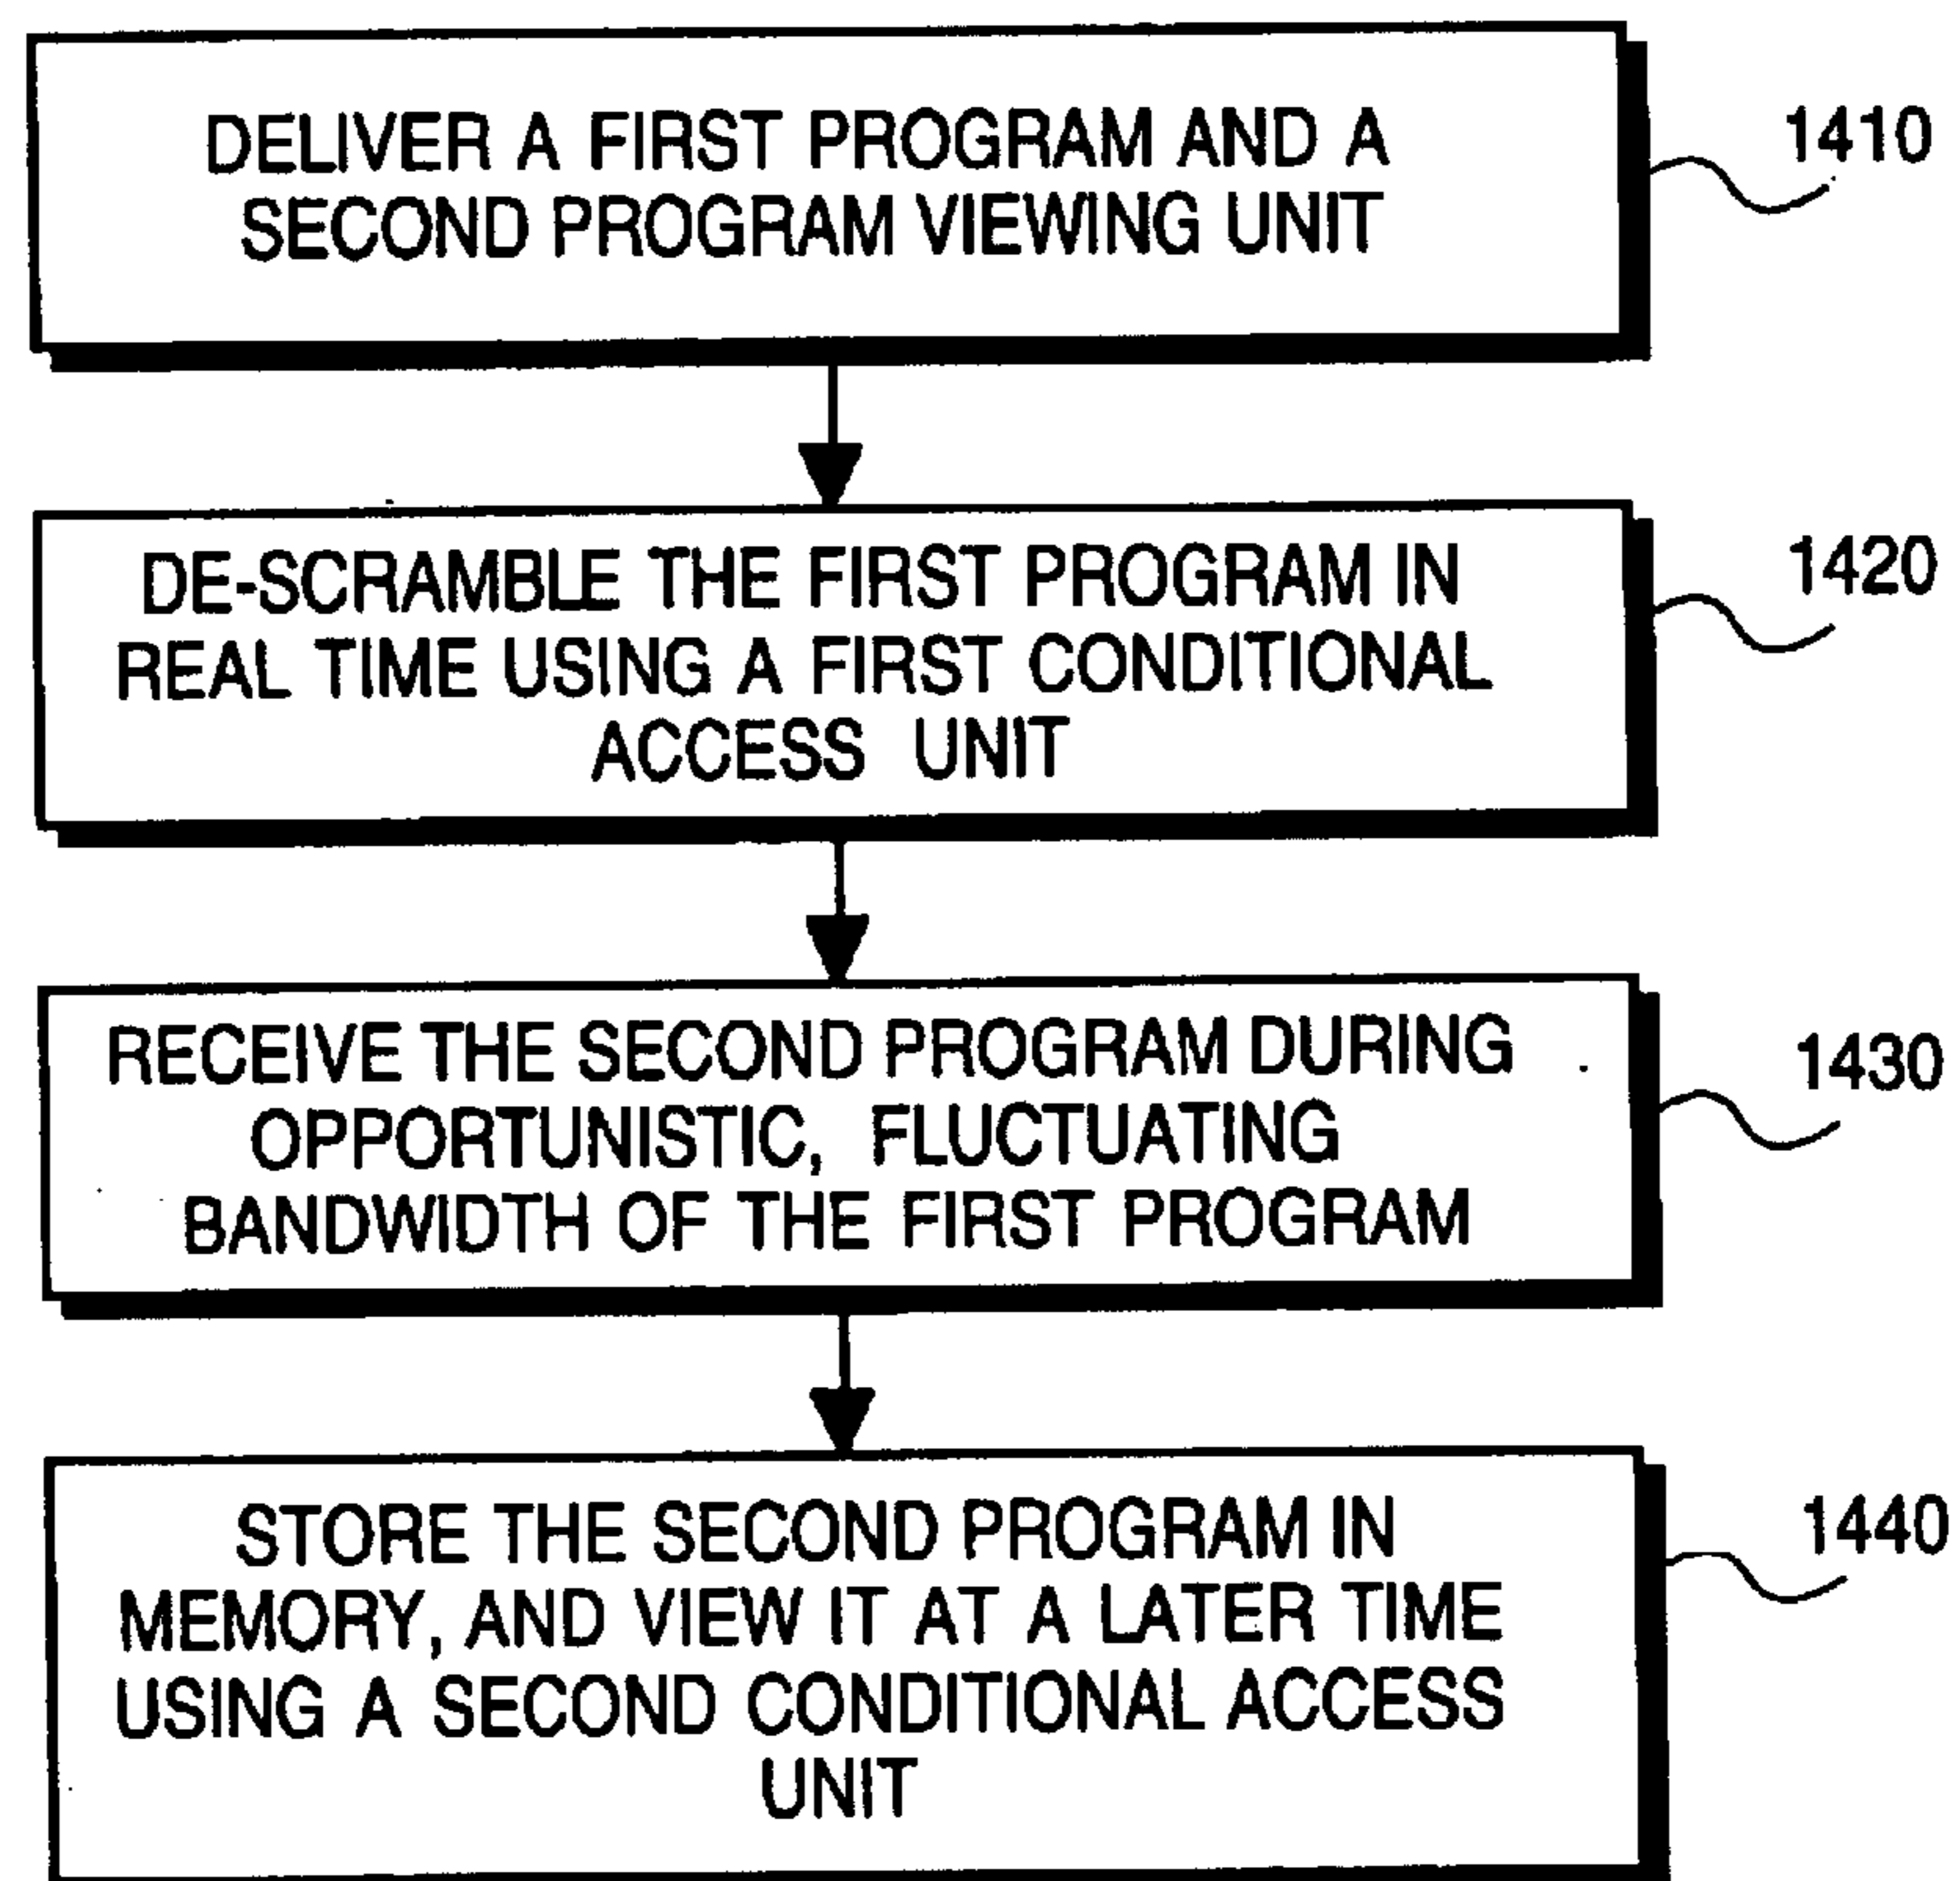 DELIVER A FIRST PROGRAM AND A
SECOND PROGRAM VIEWING UNIT
1410
DE-SCRAMBLE THE FIRST PROGRAM IN
REAL TIME USING A FIRST CONDITIONAL
ACCESS UNIT
1420
RECEIVE THE SECOND PROGRAM DURING
OPPORTUNISTIC, FLUCTUATING
BANDWIDTH OF THE FIRST PROGRAM
1430
STORE THE SECOND PROGRAM IN
MEMORY, AND VIEW IT AT A LATER TIME
USING A SECOND CONDITIONAL ACCESS
UNIT
1440